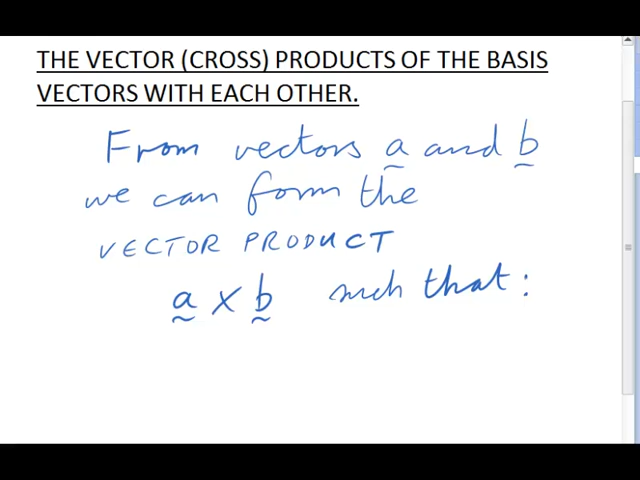 THE VECTOR (CROSS) PRODUCTS OF THE BASIS
VECTORS WITH EACH OTHER.
From vectors a and b
we can form the
VECTOR PRODUCT
a × b such that: